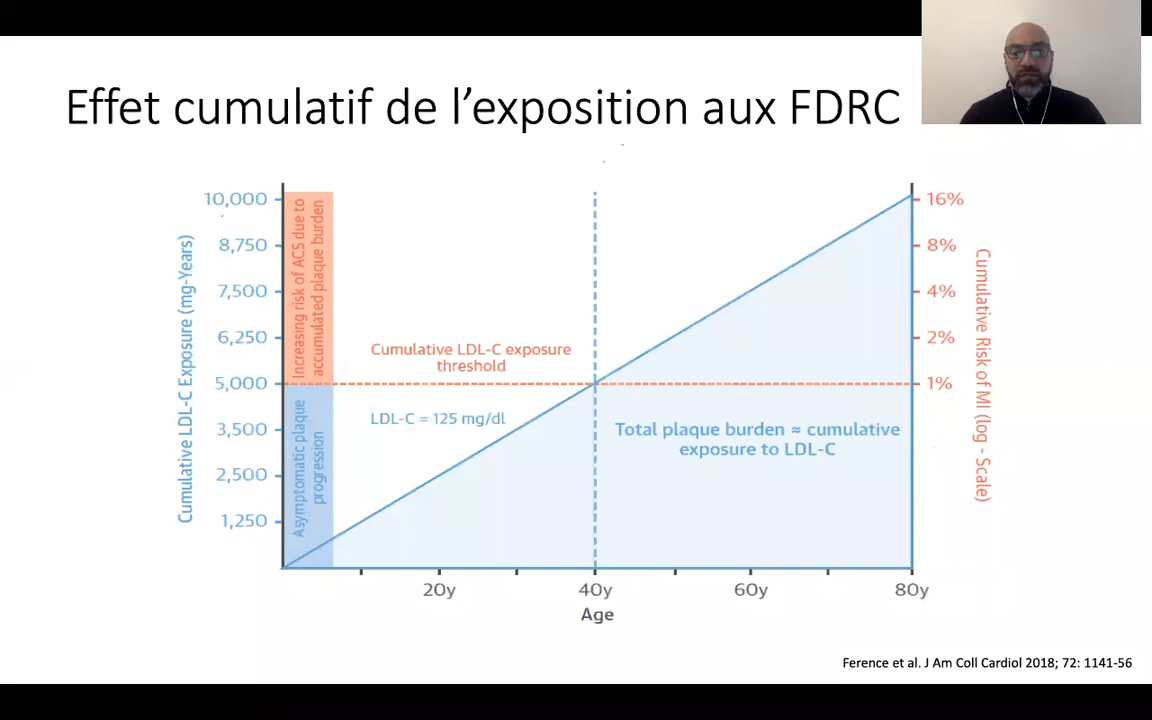 Effet cumulatif de l’exposition aux FDRC
Cumulative LDL-C Exposure (mg-Years)
10,000
8,750
7,500
6,250
5,000
3,500
2,500
1,250
Increasing risk of ACS due to
accumulated plaque burden
Asymptomatic plaque
progression
Cumulative LDL-C exposure
threshold
LDL-C = 125 mg/dl
Total plaque burden ≈ cumulative
exposure to LDL-C
16%
8%
4%
2%
1%
Cumulative Risk of MI (log - Scale)
20y
40y
60y
80y
Age
Ference et al. J Am Coll Cardiol 2018; 72: 1141-56